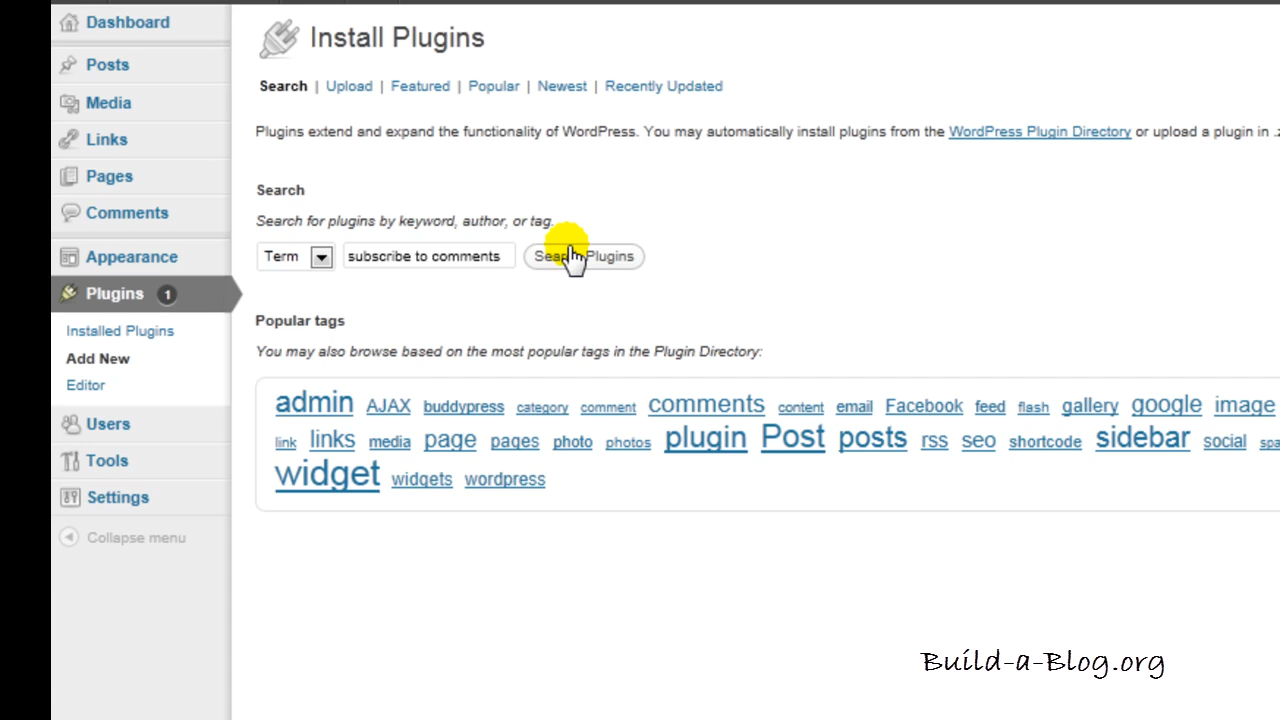 Dashboard
Posts
Media
Links
Pages
Comments
Appearance
Plugins 1
Installed Plugins
Add New
Editor
Users
Tools
Settings
Collapse menu
Install Plugins
Search | Upload | Featured | Popular | Newest | Recently Updated
Plugins extend and expand the functionality of WordPress. You may automatically install plugins from the WordPress Plugin Directory or upload a plugin in
Search
Search for plugins by keyword, author, or tag.
Term subscribe to comments Search Plugins
Popular tags
You may also browse based on the most popular tags in the Plugin Directory:
admin AJAX buddypress category comment comments content email Facebook feed flash gallery google image
link links media page pages photo photos plugin Post posts rss seo shortcode sidebar social
widget widgets wordpress
Build-a-Blog.org